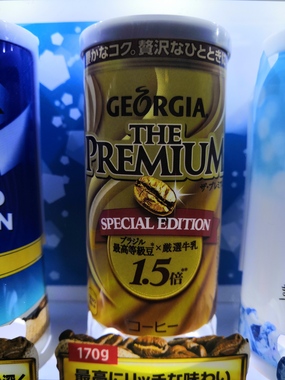 豊かなコク。贅沢なひととき
GEORGIA
THE
PREMIUM
ザ・プレミアム
SPECIAL EDITION
ブラジル
最高等級豆×厳選牛乳
1.5倍
コーヒー
170g
最高にリッチな味わい
ON